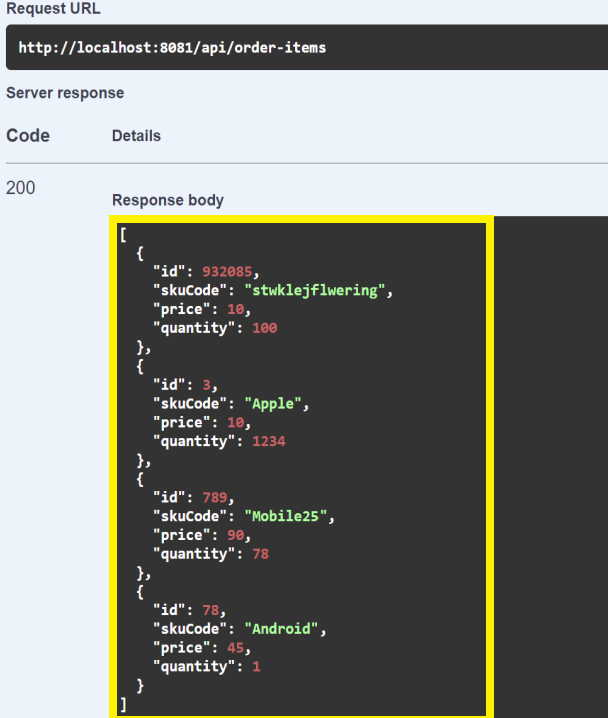 Request URL
http://localhost:8081/api/order-items
Server response
Code Details
200
Response body
[
  {
    "id": 932085,
    "skuCode": "stwklejflwering",
    "price": 10,
    "quantity": 100
  },
  {
    "id": 3,
    "skuCode": "Apple",
    "price": 10,
    "quantity": 1234
  },
  {
    "id": 789,
    "skuCode": "Mobile25",
    "price": 90,
    "quantity": 78
  },
  {
    "id": 78,
    "skuCode": "Android",
    "price": 45,
    "quantity": 1
  }
]